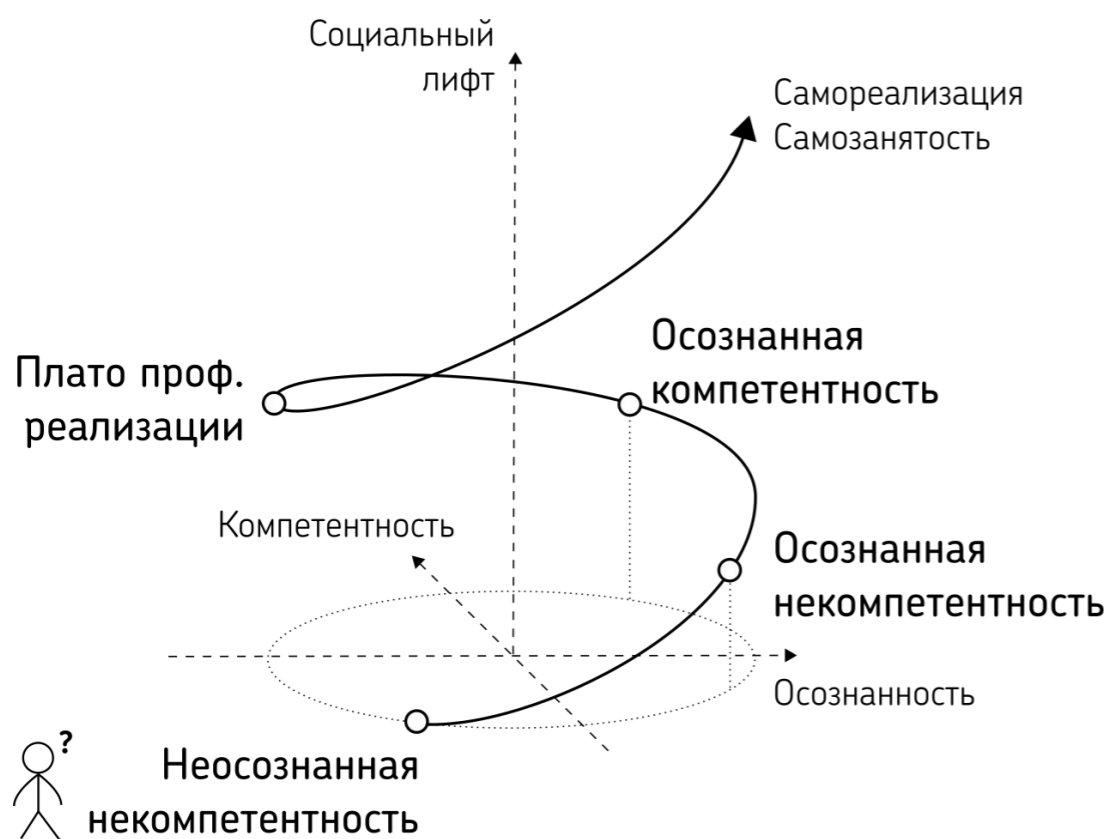 Социальный
лифт
Самореализация
Самозанятость
Осознанная
компетентность
Плато проф.
реализации
Компетентность
Осознанная
некомпетентность
Осознанность
?
Неосознанная
некомпетентность